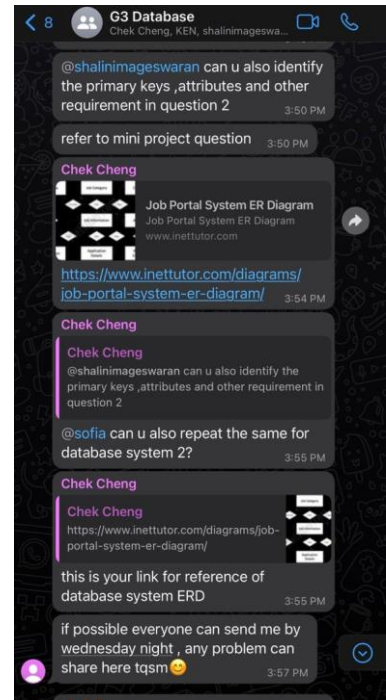 8
G3 Database
Chek Cheng, KEN, shalinimageswa...
@shalinimageswaran can u also identify
the primary keys ,attributes and other
requirement in question 2
3:50 PM
refer to mini project question
3:50 PM
Chek Cheng
Job Portal System ER Diagram
Job Portal System ER Diagram
www.inettutor.com
https://www.inettutor.com/diagrams/
job-portal-system-er-diagram/
3:54 PM
Chek Cheng
Chek Cheng
@shalinimageswaran can u also identify the
primary keys ,attributes and other requirement in
question 2
@sofia can u also repeat the same for
database system 2?
3:55 PM
Chek Cheng
Chek Cheng
https://www.inettutor.com/diagrams/job-
portal-system-er-diagram/
this is your link for reference of
database system ERD
3:55 PM
if possible everyone can send me by
wednesday night , any problem can
share here tqsm😊
3:57 PM